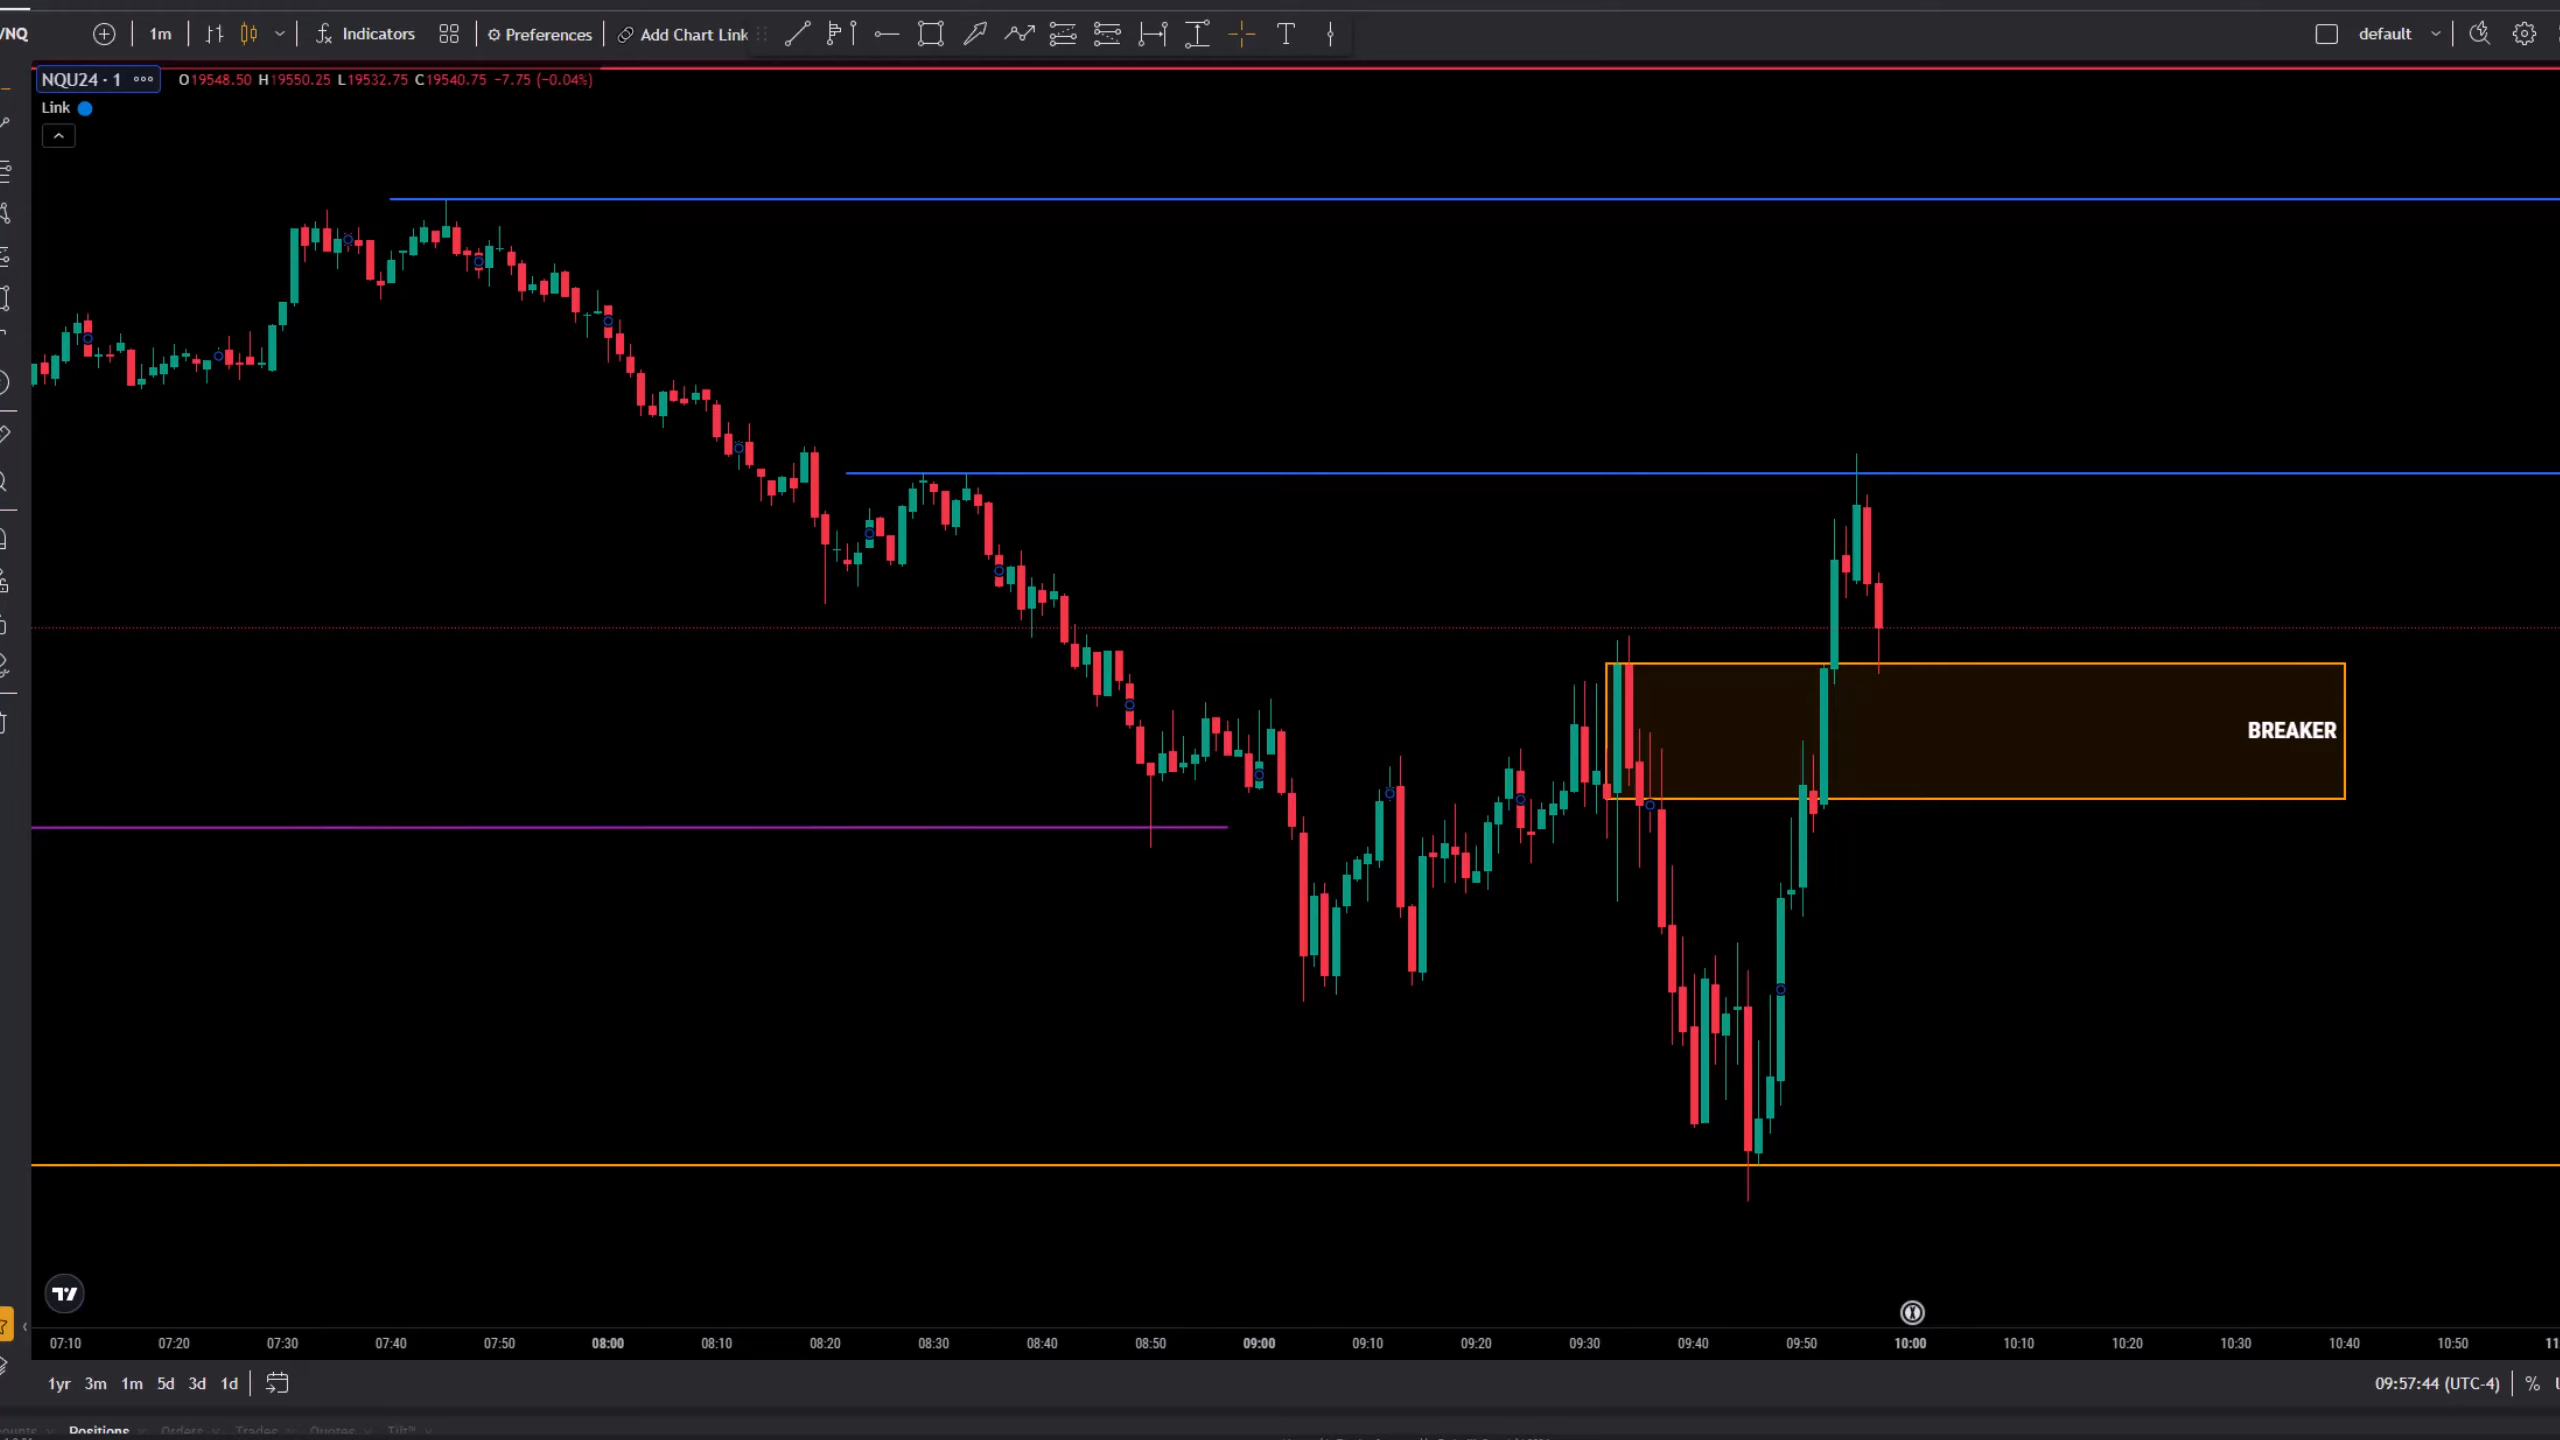 /NQ 1m Indicators Preferences Add Chart Link default
NQU24 · 1 O19548.50 H19550.25 L19532.75 C19540.75 −7.75 (−0.04%)
Link
BREAKER
07:10 07:20 07:30 07:40 07:50 08:00 08:10 08:20 08:30 08:40 08:50 09:00 09:10 09:20 09:30 09:40 09:50 10:00 10:10 10:20 10:30 10:40 10:50
1yr 3m 1m 5d 3d 1d 09:57:44 (UTC-4) %
Positions Orders Trades Quotes